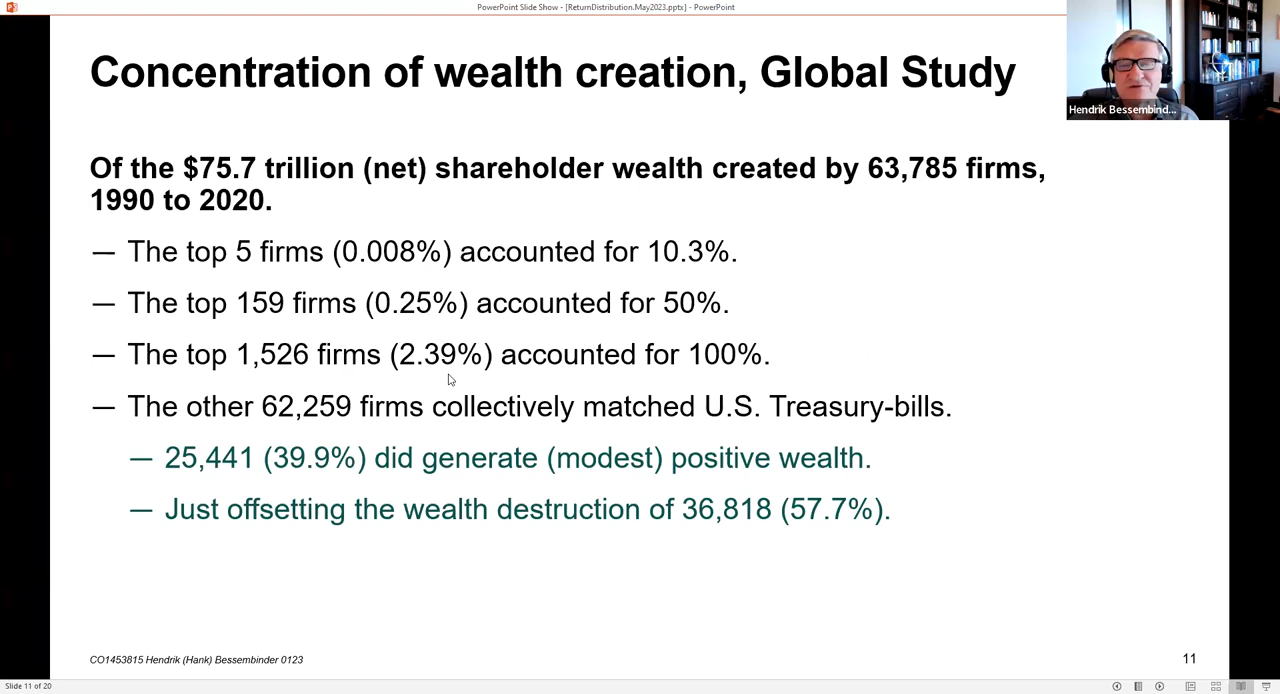 PowerPoint Slide Show - [ReturnDistribution.May2023.pptx] - PowerPoint
Concentration of wealth creation, Global Study
Hendrik Bessembind...
Of the $75.7 trillion (net) shareholder wealth created by 63,785 firms,
1990 to 2020.
— The top 5 firms (0.008%) accounted for 10.3%.
— The top 159 firms (0.25%) accounted for 50%.
— The top 1,526 firms (2.39%) accounted for 100%.
— The other 62,259 firms collectively matched U.S. Treasury-bills.
— 25,441 (39.9%) did generate (modest) positive wealth.
— Just offsetting the wealth destruction of 36,818 (57.7%).
CO1453815 Hendrik (Hank) Bessembinder 0123
11
Slide 11 of 20